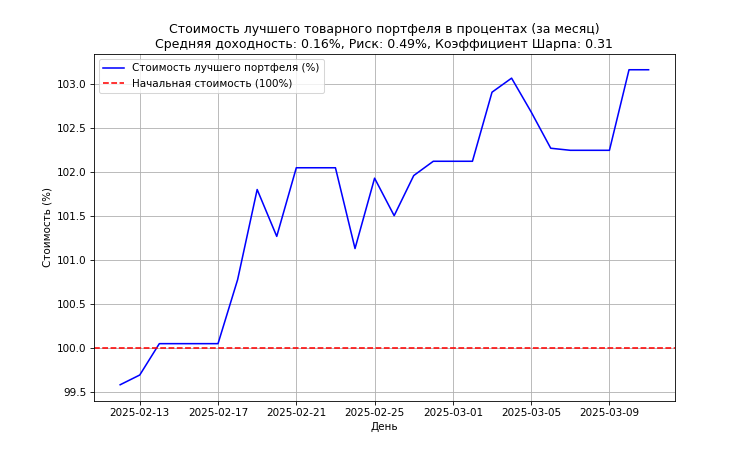 Стоимость лучшего товарного портфеля в процентах (за месяц)
Средняя доходность: 0.16%, Риск: 0.49%, Коэффициент Шарпа: 0.31
Стоимость лучшего портфеля (%)
Начальная стоимость (100%)
Стоимость (%)
103.0
102.5
102.0
101.5
101.0
100.5
100.0
99.5
2025-02-13 2025-02-17 2025-02-21 2025-02-25 2025-03-01 2025-03-05 2025-03-09
День